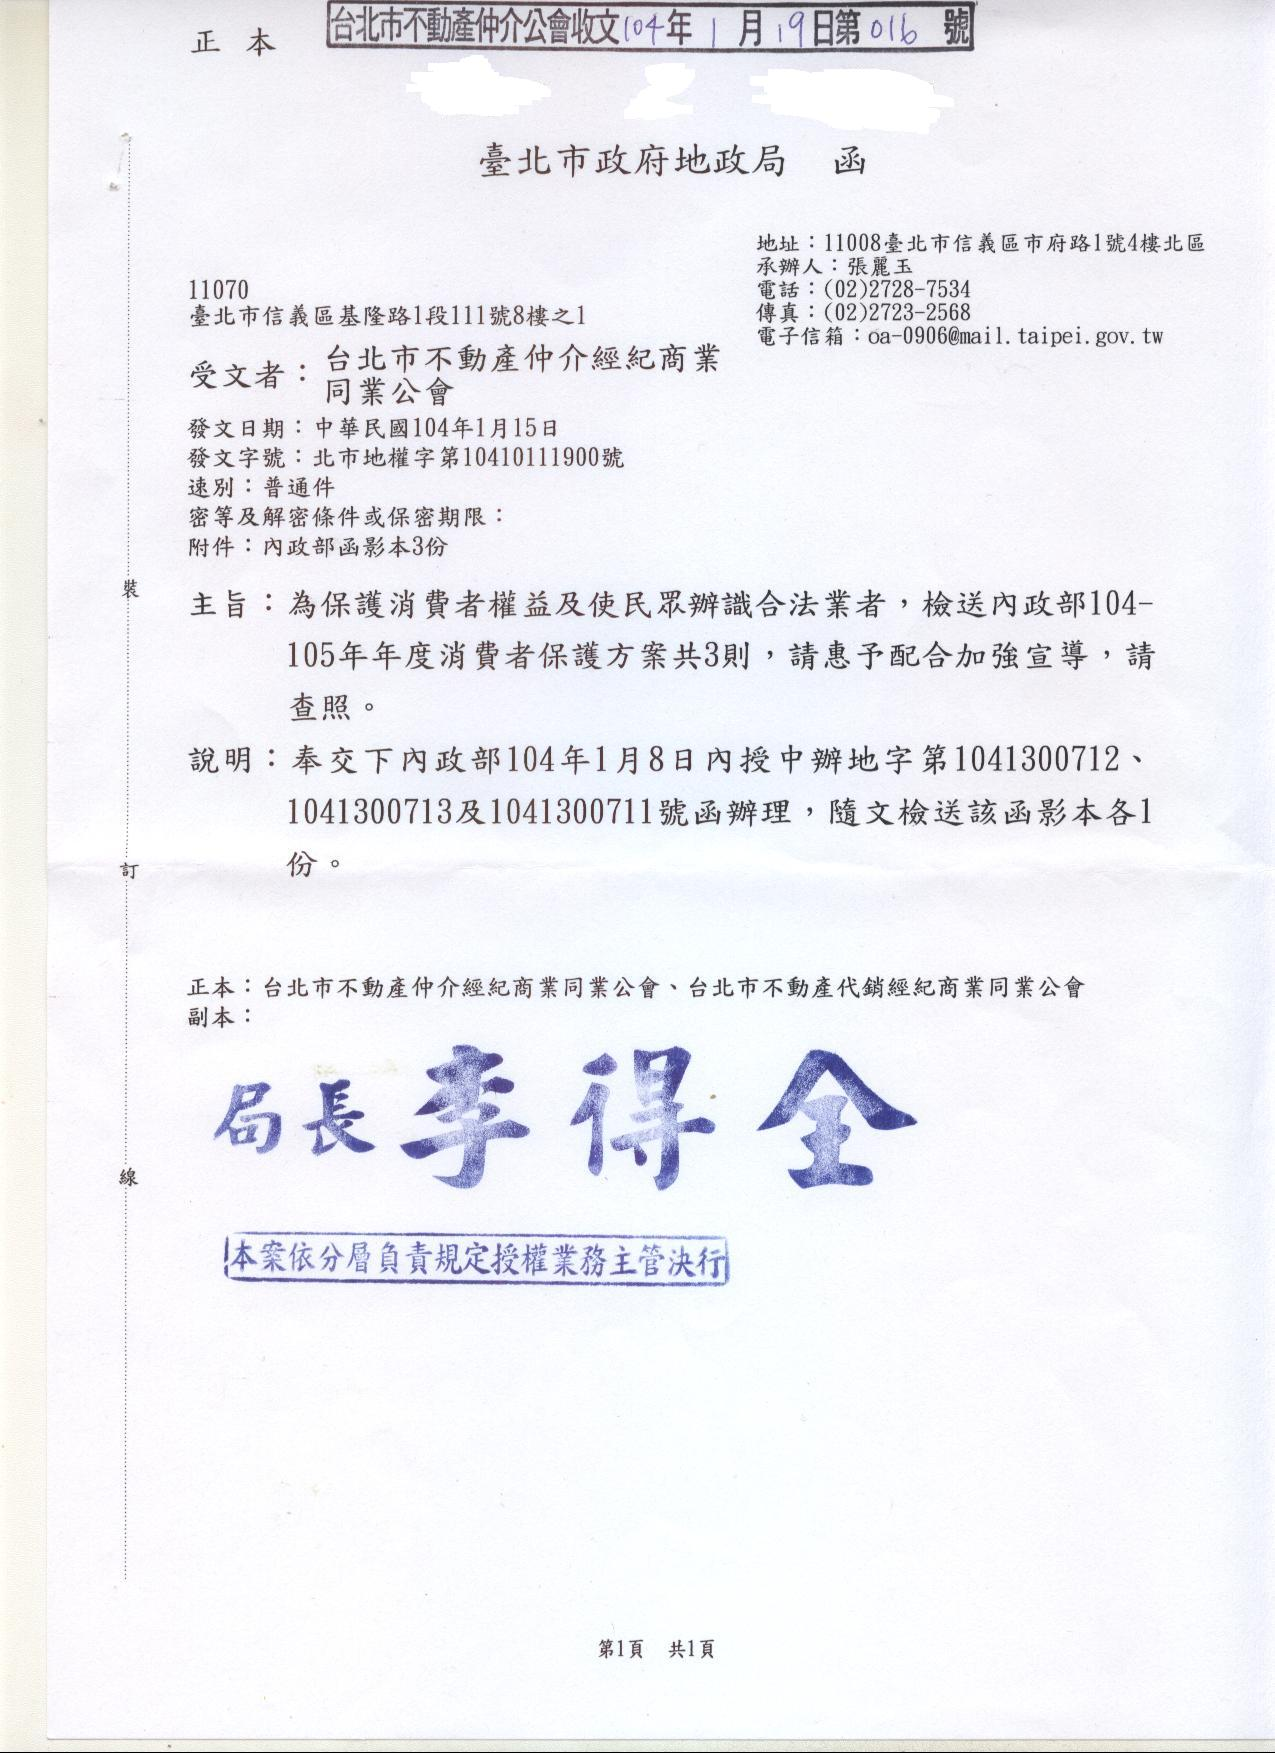 正本
台北市不動產仲介公會收文104年1月19日第016號
臺北市政府地政局 函
地址：11008臺北市信義區市府路1號4樓北區
承辦人：張麗玉
電話：(02)2728-7534
傳真：(02)2723-2568
電子信箱：oa-0906@mail.taipei.gov.tw
11070
臺北市信義區基隆路1段111號8樓之1
受文者：台北市不動產仲介經紀商業
同業公會
發文日期：中華民國104年1月15日
發文字號：北市地權字第10410111900號
速別：普通件
密等及解密條件或保密期限：
附件：內政部函影本3份
主旨：為保護消費者權益及使民眾辦識合法業者，檢送內政部104-
105年年度消費者保護方案共3則，請惠予配合加強宣導，請
查照。
說明：奉交下內政部104年1月8日內授中辦地字第1041300712、
1041300713及1041300711號函辦理，隨文檢送該函影本各1
份。
正本：台北市不動產仲介經紀商業同業公會、台北市不動產代銷經紀商業同業公會
副本：
局長 李得全
本案依分層負責規定授權業務主管決行
裝
訂
線
第1頁 共1頁